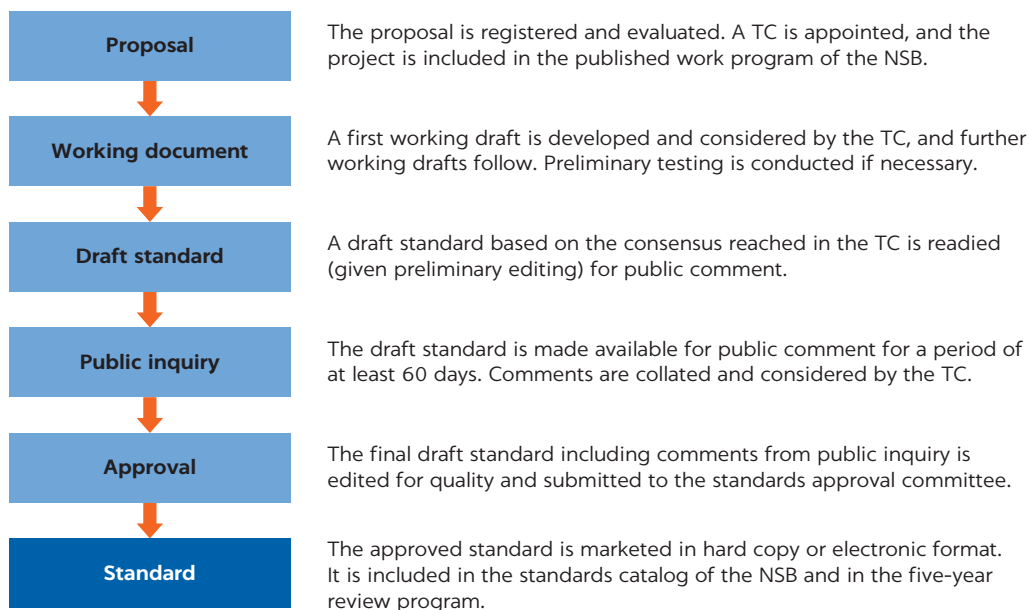 Proposal
The proposal is registered and evaluated. A TC is appointed, and the
project is included in the published work program of the NSB.
Working document
A first working draft is developed and considered by the TC, and further
working drafts follow. Preliminary testing is conducted if necessary.
Draft standard
A draft standard based on the consensus reached in the TC is readied
(given preliminary editing) for public comment.
Public inquiry
The draft standard is made available for public comment for a period of
at least 60 days. Comments are collated and considered by the TC.
Approval
The final draft standard including comments from public inquiry is
edited for quality and submitted to the standards approval committee.
Standard
The approved standard is marketed in hard copy or electronic format.
It is included in the standards catalog of the NSB and in the five-year
review program.